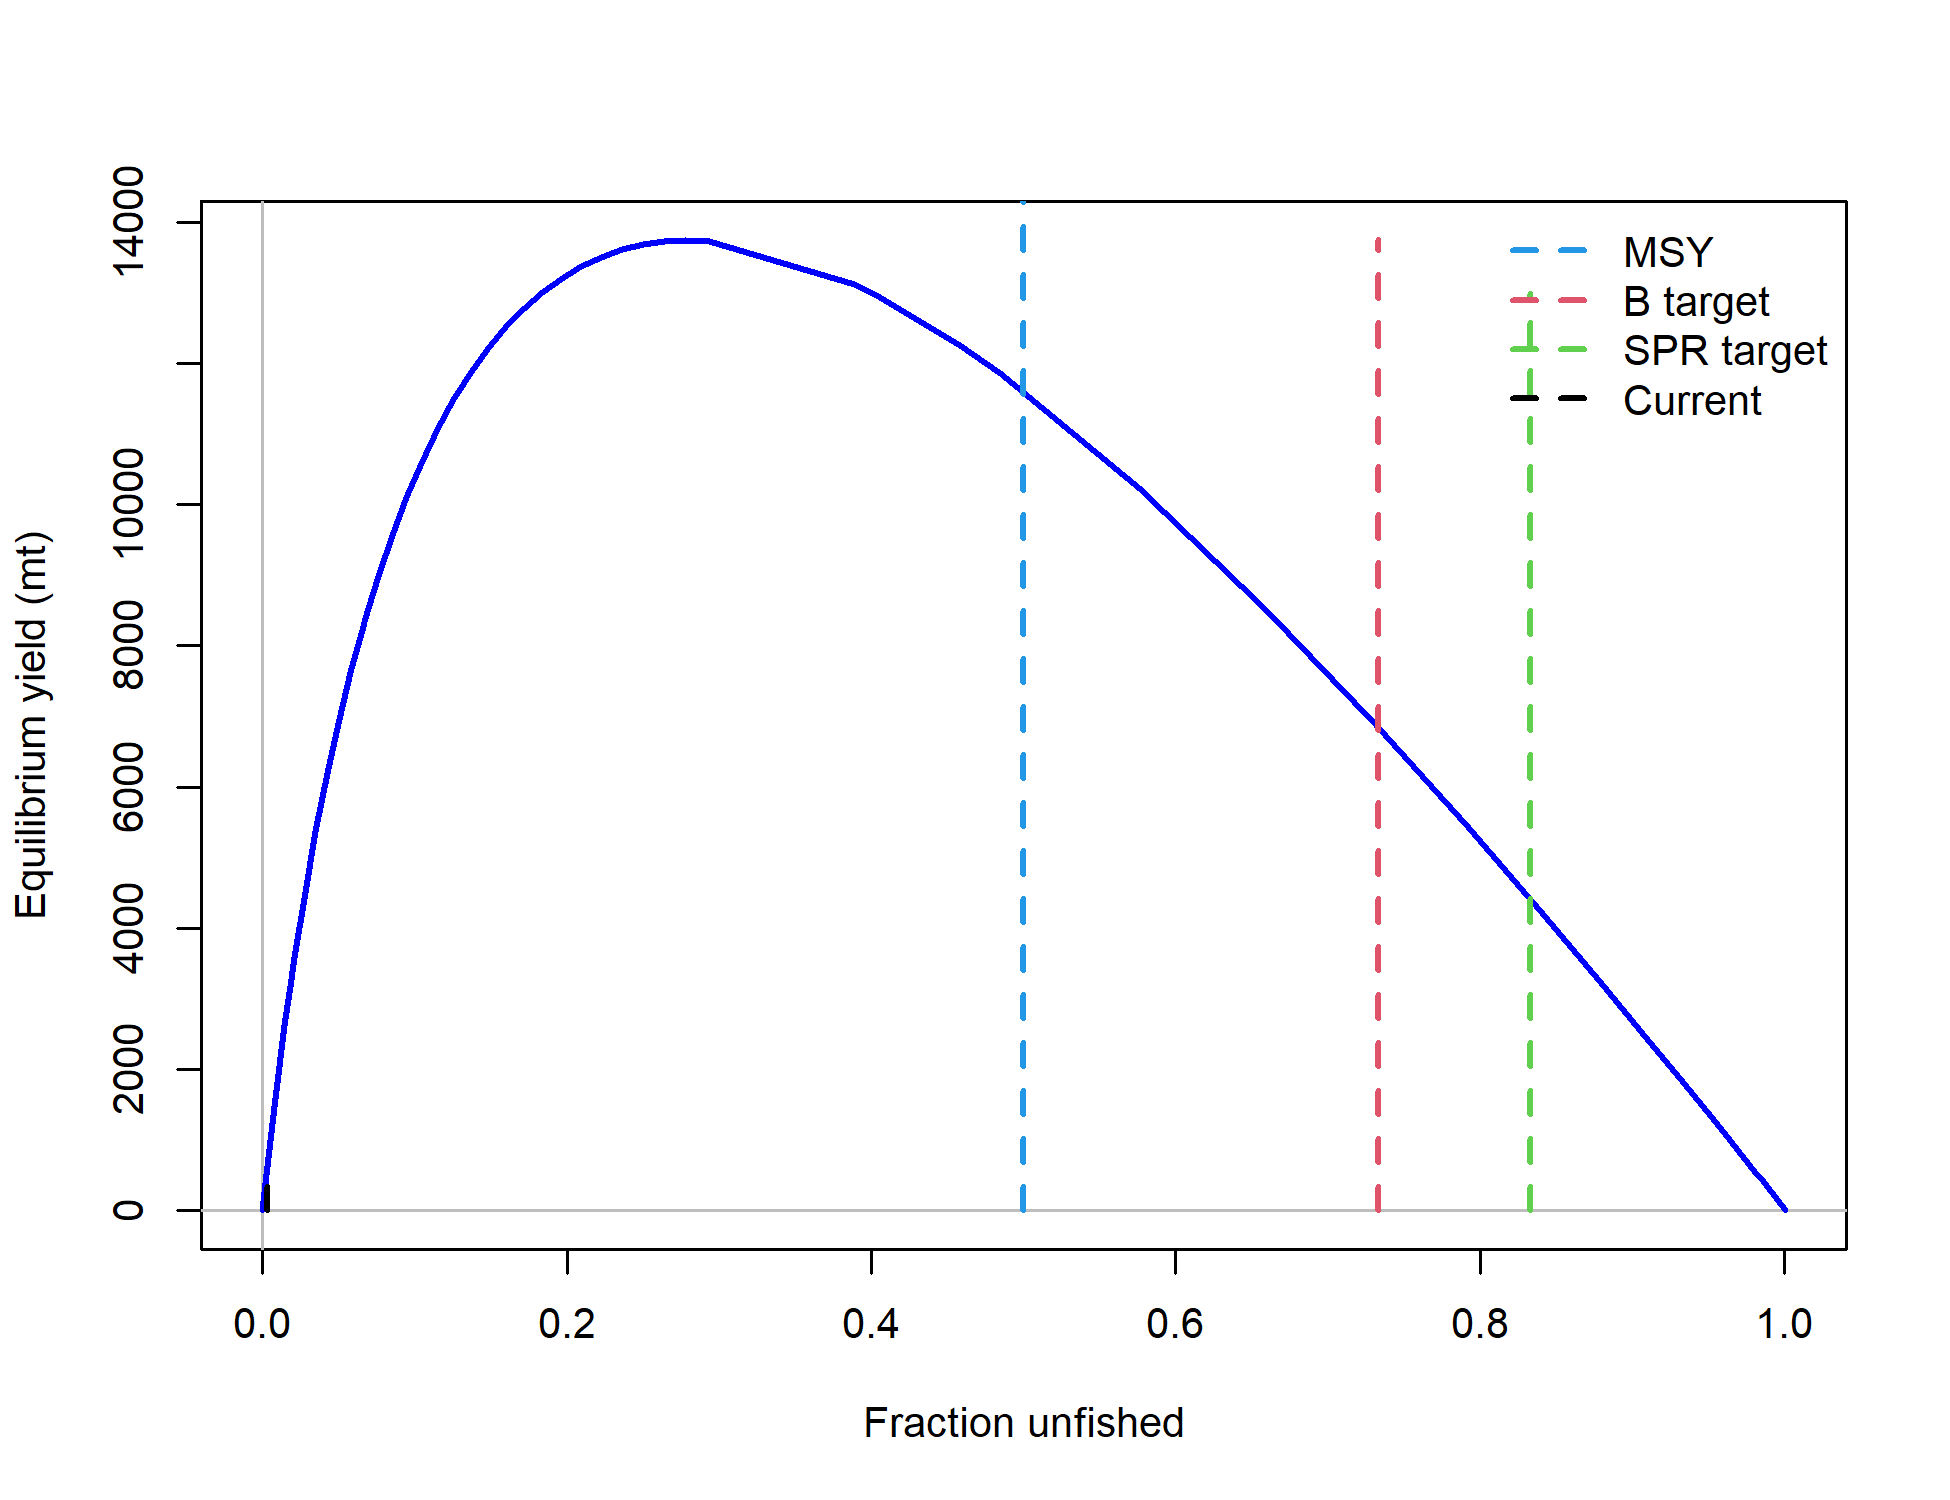 14000
10000
8000
6000
4000
2000
0
Equilibrium yield (mt)
MSY
B target
SPR target
Current
0.0 0.2 0.4 0.6 0.8 1.0
Fraction unfished